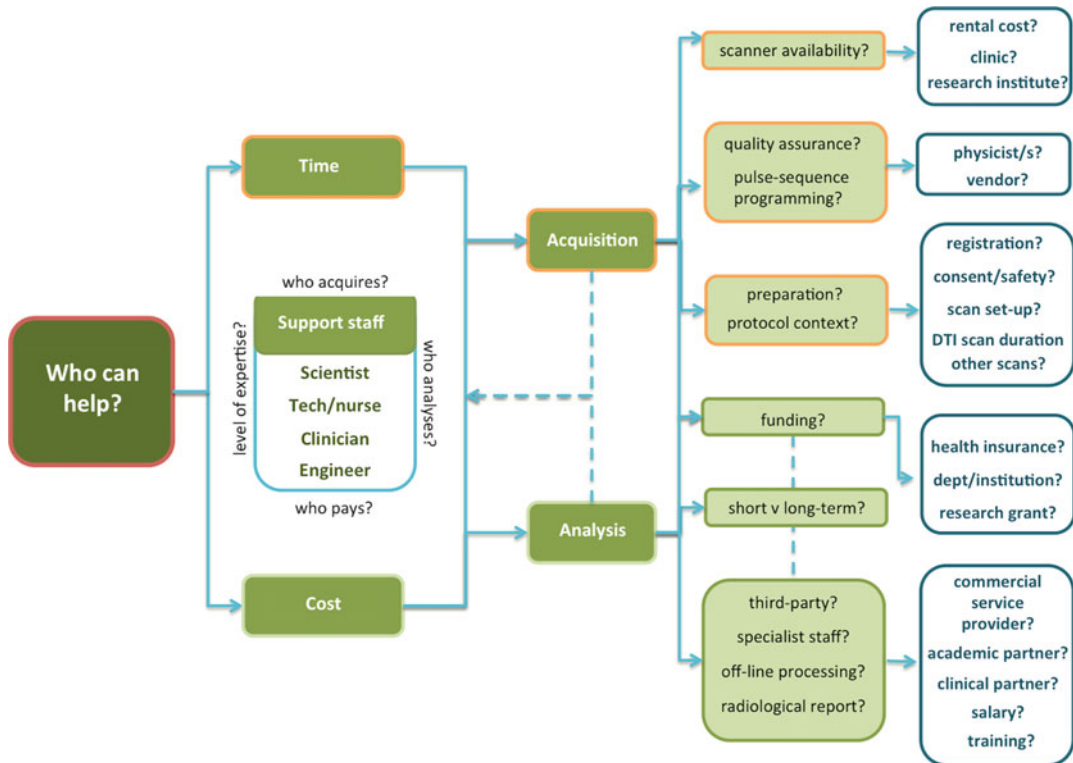 Who can
help?
Time
who acquires?
Support staff
level of expertise?
Scientist
Tech/nurse
Clinician
Engineer
who analyses?
who pays?
Cost
Acquisition
Analysis
scanner availability?
rental cost?
clinic?
research institute?
quality assurance?
pulse-sequence
programming?
physicist/s?
vendor?
preparation?
protocol context?
registration?
consent/safety?
scan set-up?
DTI scan duration
other scans?
funding?
health insurance?
dept/institution?
research grant?
short v long-term?
third-party?
specialist staff?
off-line processing?
radiological report?
commercial
service
provider?
academic partner?
clinical partner?
salary?
training?